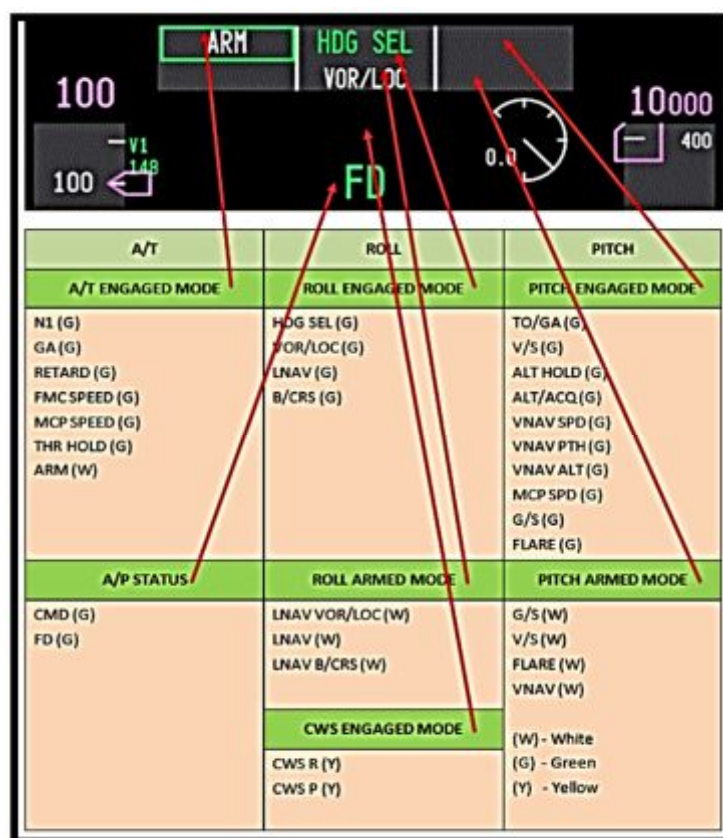 ARM HDG SEL
VOR/LOC
100
10000
V1
148
400
100
0.0
FD
A/T ROLL PITCH
A/T ENGAGED MODE ROLL ENGAGED MODE PITCH ENGAGED MODE
N1 (G) HDG SEL (G) TO/GA (G)
GA (G) VOR/LOC (G) V/S (G)
RETARD (G) LNAV (G) ALT HOLD (G)
FMC SPEED (G) B/CRS (G) ALT/ACQ (G)
MCP SPEED (G) VNAV SPD (G)
THR HOLD (G) VNAV PTH (G)
ARM (W) VNAV ALT (G)
MCP SPD (G)
G/S (G)
FLARE (G)
A/P STATUS ROLL ARMED MODE PITCH ARMED MODE
CMD (G) LNAV VOR/LOC (W) G/S (W)
FD (G) LNAV (W) V/S (W)
LNAV B/CRS (W) FLARE (W)
VNAV (W)
CWS ENGAGED MODE (W) - White
CWS R (Y) (G) - Green
CWS P (Y) (Y) - Yellow